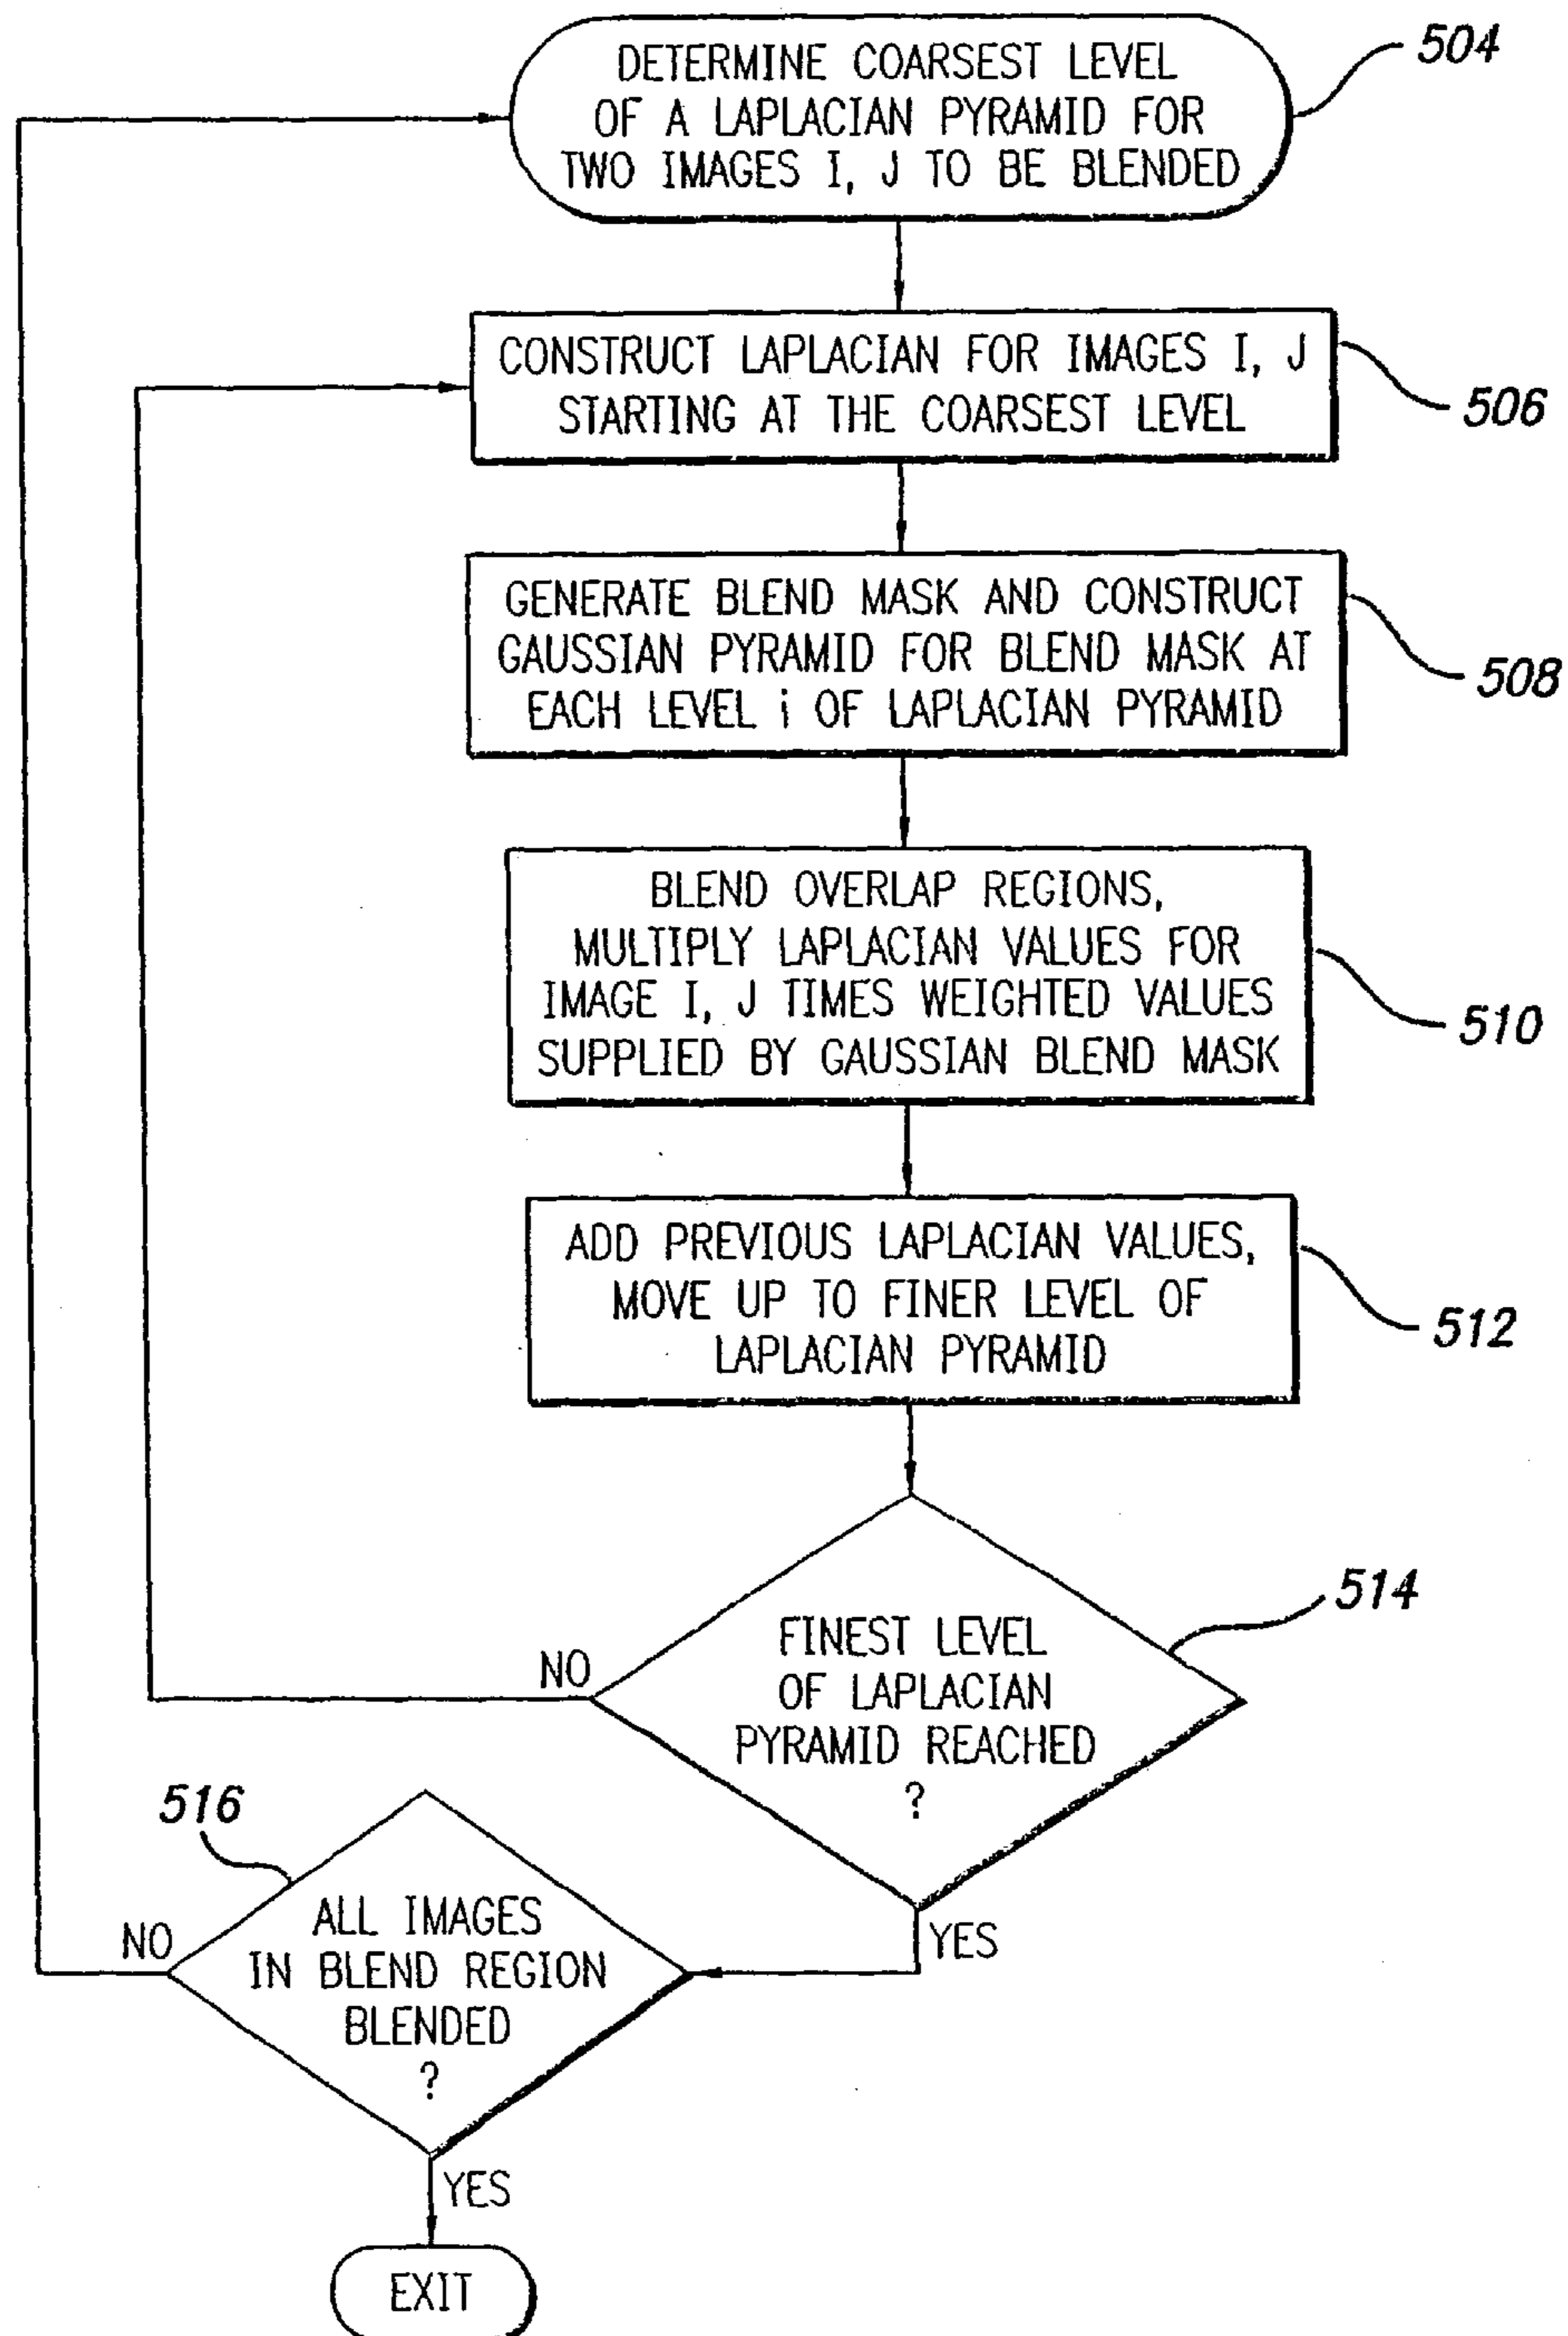 DETERMINE COARSEST LEVEL
OF A LAPLACIAN PYRAMID FOR
TWO IMAGES I, J TO BE BLENDED
504
CONSTRUCT LAPLACIAN FOR IMAGES I, J
STARTING AT THE COARSEST LEVEL
506
GENERATE BLEND MASK AND CONSTRUCT
GAUSSIAN PYRAMID FOR BLEND MASK AT
EACH LEVEL i OF LAPLACIAN PYRAMID
508
BLEND OVERLAP REGIONS,
MULTIPLY LAPLACIAN VALUES FOR
IMAGE I, J TIMES WEIGHTED VALUES
SUPPLIED BY GAUSSIAN BLEND MASK
510
ADD PREVIOUS LAPLACIAN VALUES,
MOVE UP TO FINER LEVEL OF
LAPLACIAN PYRAMID
512
FINEST LEVEL
OF LAPLACIAN
PYRAMID REACHED
?
514
NO
YES
516
ALL IMAGES
IN BLEND REGION
BLENDED
?
NO
YES
EXIT